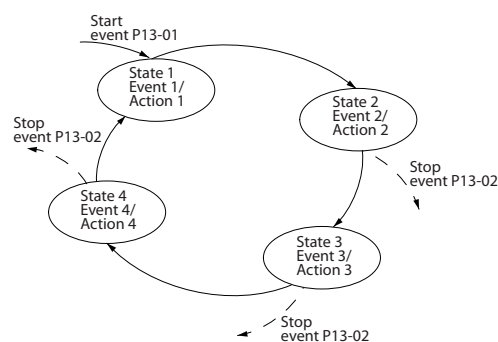 Start
event P13-01
State 1
Event 1/
Action 1
State 2
Event 2/
Action 2
Stop
event P13-02
Stop
event P13-02
State 4
Event 4/
Action 4
State 3
Event 3/
Action 3
Stop
event P13-02